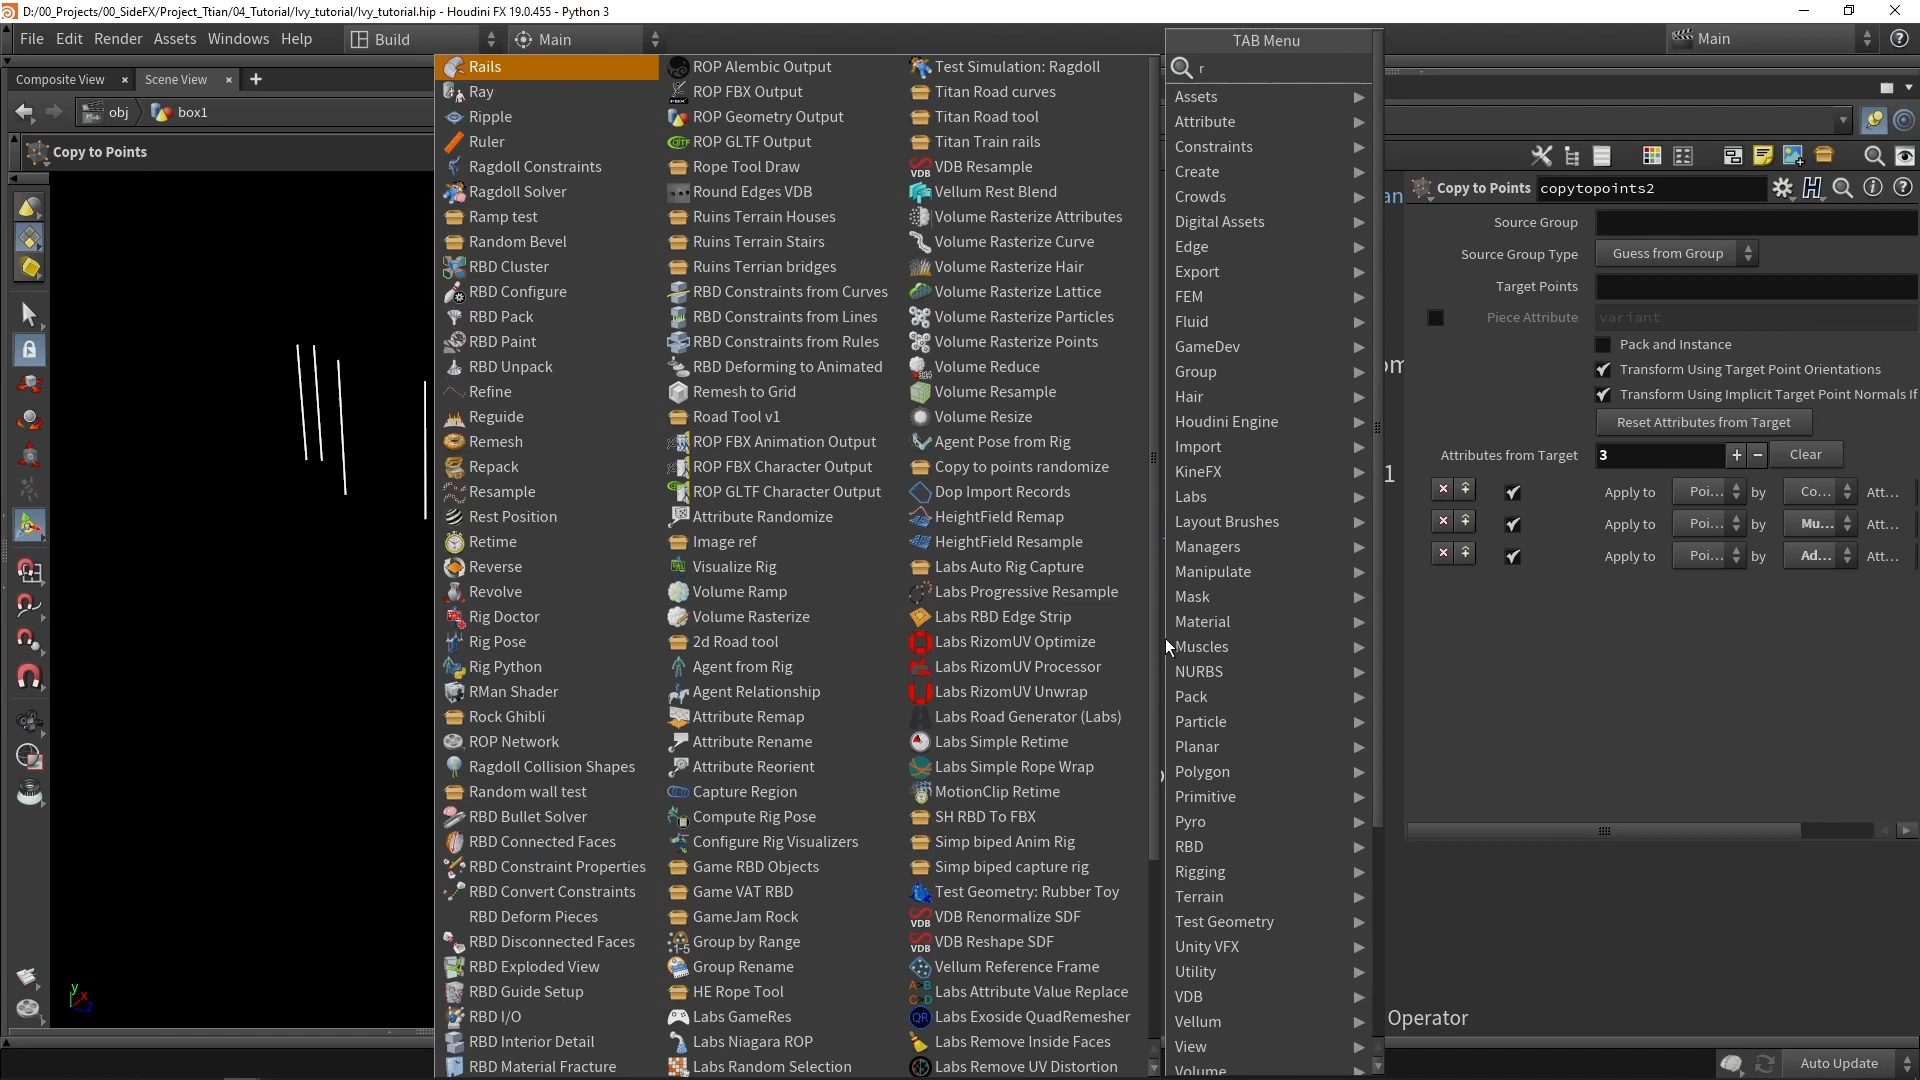 D:/00_Projects/00_SideFX/Project_Ttian/04_Tutorial/Ivy_tutorial/Ivy_tutorial.hip - Houdini FX 19.0.455 - Python 3
File Edit Render Assets Windows Help Build Main
Main
Composite View × Scene View ×
obj box1
Copy to Points
Rails
Ray
Ripple
Ruler
Ragdoll Constraints
Ragdoll Solver
Ramp test
Random Bevel
RBD Cluster
RBD Configure
RBD Pack
RBD Paint
RBD Unpack
Refine
Reguide
Remesh
Repack
Resample
Rest Position
Retime
Reverse
Revolve
Rig Doctor
Rig Pose
Rig Python
RMan Shader
Rock Ghibli
ROP Network
Ragdoll Collision Shapes
Random wall test
RBD Bullet Solver
RBD Connected Faces
RBD Constraint Properties
RBD Convert Constraints
RBD Deform Pieces
RBD Disconnected Faces
RBD Exploded View
RBD Guide Setup
RBD I/O
RBD Interior Detail
RBD Material Fracture
ROP Alembic Output
ROP FBX Output
ROP Geometry Output
ROP GLTF Output
Rope Tool Draw
Round Edges VDB
Ruins Terrain Houses
Ruins Terrain Stairs
Ruins Terrian bridges
RBD Constraints from Curves
RBD Constraints from Lines
RBD Constraints from Rules
RBD Deforming to Animated
Remesh to Grid
Road Tool v1
ROP FBX Animation Output
ROP FBX Character Output
ROP GLTF Character Output
Attribute Randomize
Image ref
Visualize Rig
Volume Ramp
Volume Rasterize
2d Road tool
Agent from Rig
Agent Relationship
Attribute Remap
Attribute Rename
Attribute Reorient
Capture Region
Compute Rig Pose
Configure Rig Visualizers
Game RBD Objects
Game VAT RBD
GameJam Rock
Group by Range
Group Rename
HE Rope Tool
Labs GameRes
Labs Niagara ROP
Labs Random Selection
Test Simulation: Ragdoll
Titan Road curves
Titan Road tool
Titan Train rails
VDB Resample
Vellum Rest Blend
Volume Rasterize Attributes
Volume Rasterize Curve
Volume Rasterize Hair
Volume Rasterize Lattice
Volume Rasterize Particles
Volume Rasterize Points
Volume Reduce
Volume Resample
Volume Resize
Agent Pose from Rig
Copy to points randomize
Dop Import Records
HeightField Remap
HeightField Resample
Labs Auto Rig Capture
Labs Progressive Resample
Labs RBD Edge Strip
Labs RizomUV Optimize
Labs RizomUV Processor
Labs RizomUV Unwrap
Labs Road Generator (Labs)
Labs Simple Retime
Labs Simple Rope Wrap
MotionClip Retime
SH RBD To FBX
Simp biped Anim Rig
Simp biped capture rig
Test Geometry: Rubber Toy
VDB Renormalize SDF
VDB Reshape SDF
Vellum Reference Frame
Labs Attribute Value Replace
Labs Exoside QuadRemesher
Labs Remove Inside Faces
Labs Remove UV Distortion
TAB Menu
r
Assets
Attribute
Constraints
Create
Crowds
Digital Assets
Edge
Export
FEM
Fluid
GameDev
Group
Hair
Houdini Engine
Import
KineFX
Labs
Layout Brushes
Managers
Manipulate
Mask
Material
Muscles
NURBS
Pack
Particle
Planar
Polygon
Primitive
Pyro
RBD
Rigging
Terrain
Test Geometry
Unity VFX
Utility
VDB
Vellum
View
Volume
an
om
1
Operator
Copy to Points copytopoints2
Source Group
Source Group Type Guess from Group
Target Points
Piece Attribute variant
Pack and Instance
Transform Using Target Point Orientations
Transform Using Implicit Target Point Normals If
Reset Attributes from Target
Attributes from Target 3 + − Clear
Apply to Poi... by Co... Att...
Apply to Poi... by Mu... Att...
Apply to Poi... by Ad... Att...
y
x
z
Auto Update